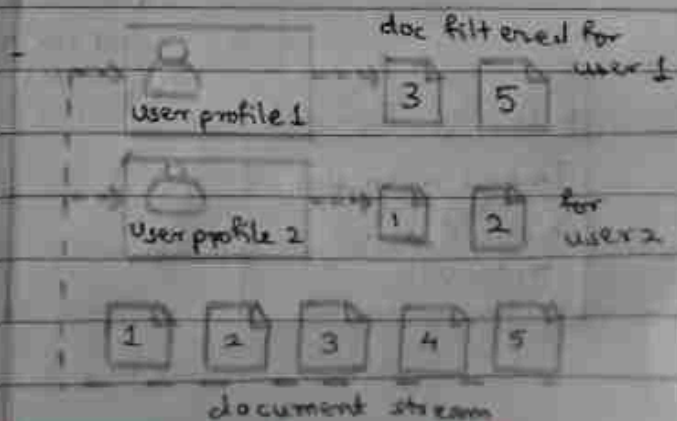 doc filtered for
user 1
3 5
user profile 1
1 2 for
user 2
user profile 2
1 2 3 4 5
document stream